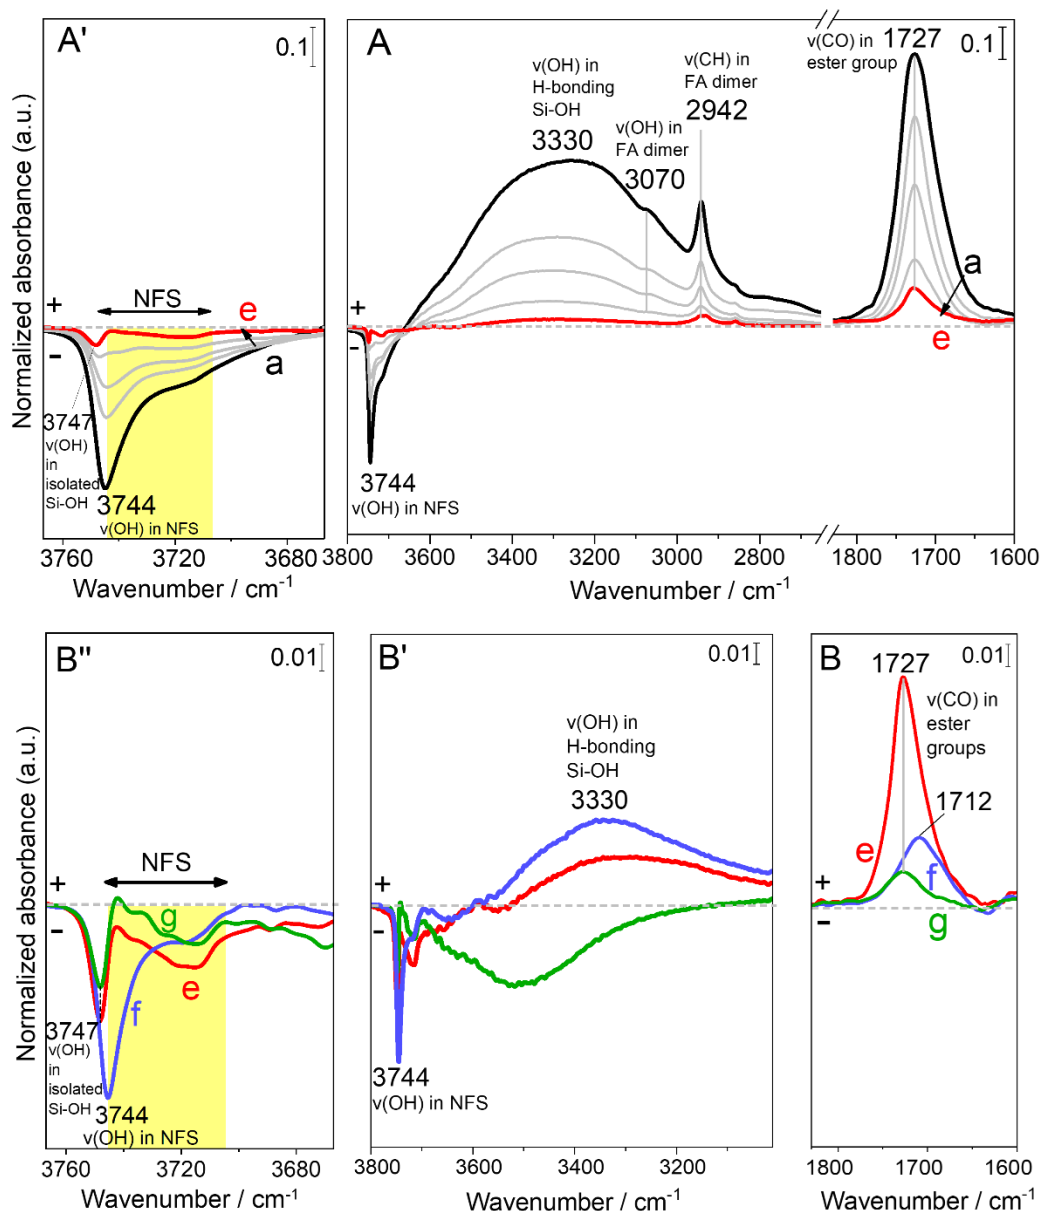 A'
0.1
Normalized absorbance (a.u.)
+
NFS
e
-
a
3747
ν(OH)
in
isolated
Si-OH
3744
ν(OH) in NFS
3760
3720
3680
Wavenumber / cm⁻¹
A
ν(OH) in
H-bonding
Si-OH
3330
ν(OH) in
FA dimer
3070
ν(CH) in
FA dimer
2942
ν(CO) in
ester group
1727
0.1
+
-
a
e
3744
ν(OH) in NFS
3800
3600
3400
3200
3000
2800
1800
1700
1600
Wavenumber / cm⁻¹
B''
0.01
Normalized absorbance (a.u.)
NFS
+
-
g
e
f
3747
ν(OH)
in
isolated
Si-OH
3744
ν(OH) in NFS
3760
3720
3680
Wavenumber / cm⁻¹
B'
0.01
ν(OH) in
H-bonding
Si-OH
3330
+
-
3744
ν(OH) in NFS
3800
3600
3400
3200
Wavenumber / cm⁻¹
B
0.01
1727
ν(CO) in
ester
groups
1712
e
f
+
-
g
1800
1700
1600
Wavenumber / cm⁻¹